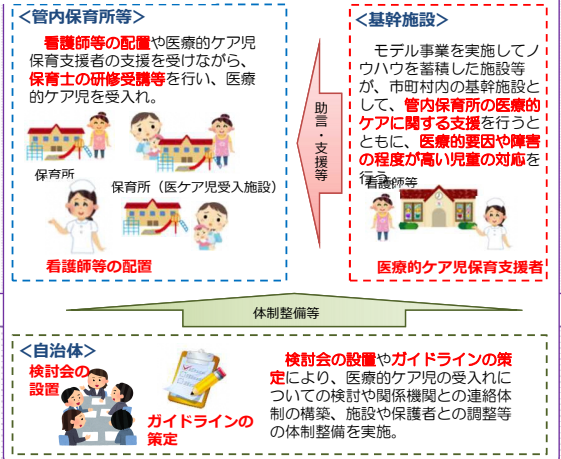 ＜管内保育所等＞
看護師等の配置や医療的ケア児
保育支援者の支援を受けながら、
保育士の研修受講等を行い、医療
的ケア児を受入れ。
保育所
保育所（医ケア児受入施設）
看護師等の配置
助言・支援等
＜基幹施設＞
モデル事業を実施してノ
ウハウを蓄積した施設等
が、市町村内の基幹施設と
して、管内保育所の医療的
ケアに関する支援を行うと
ともに、医療的要因や障害
の程度が高い児童の対応を
行う。
看護師等
医療的ケア児保育支援者
体制整備等
＜自治体＞
検討会の
設置
ガイドラインの
策定
検討会の設置やガイドラインの策
定により、医療的ケア児の受入れに
ついての検討や関係機関との連絡体
制の構築、施設や保護者との調整等
の体制整備を実施。